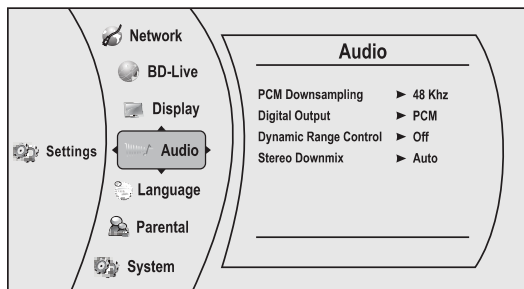 Settings
Network
BD-Live
Display
Audio
Language
Parental
System
Audio
PCM Downsampling ► 48 Khz
Digital Output ► PCM
Dynamic Range Control ► Off
Stereo Downmix ► Auto